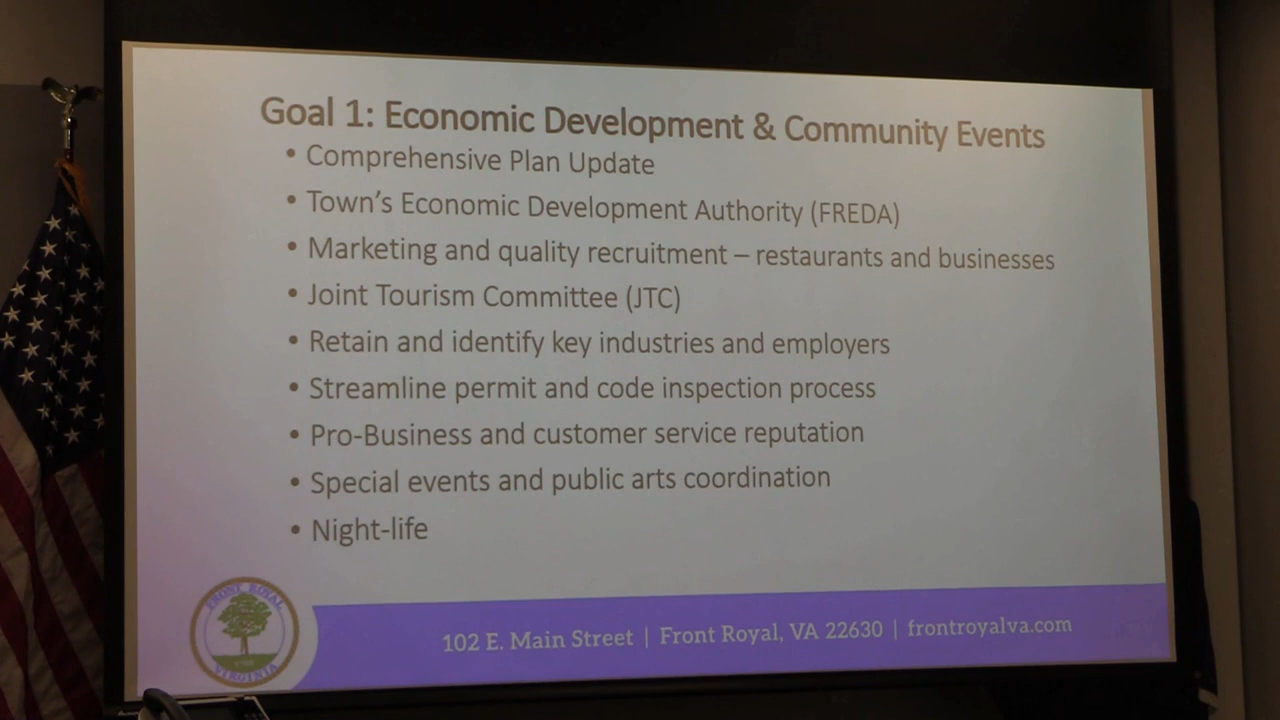 Goal 1: Economic Development & Community Events
• Comprehensive Plan Update
• Town's Economic Development Authority (FREDA)
• Marketing and quality recruitment – restaurants and businesses
• Joint Tourism Committee (JTC)
• Retain and identify key industries and employers
• Streamline permit and code inspection process
• Pro-Business and customer service reputation
• Special events and public arts coordination
• Night-life
FRONT ROYAL
VIRGINIA
102 E. Main Street | Front Royal, VA 22630 | frontroyalva.com